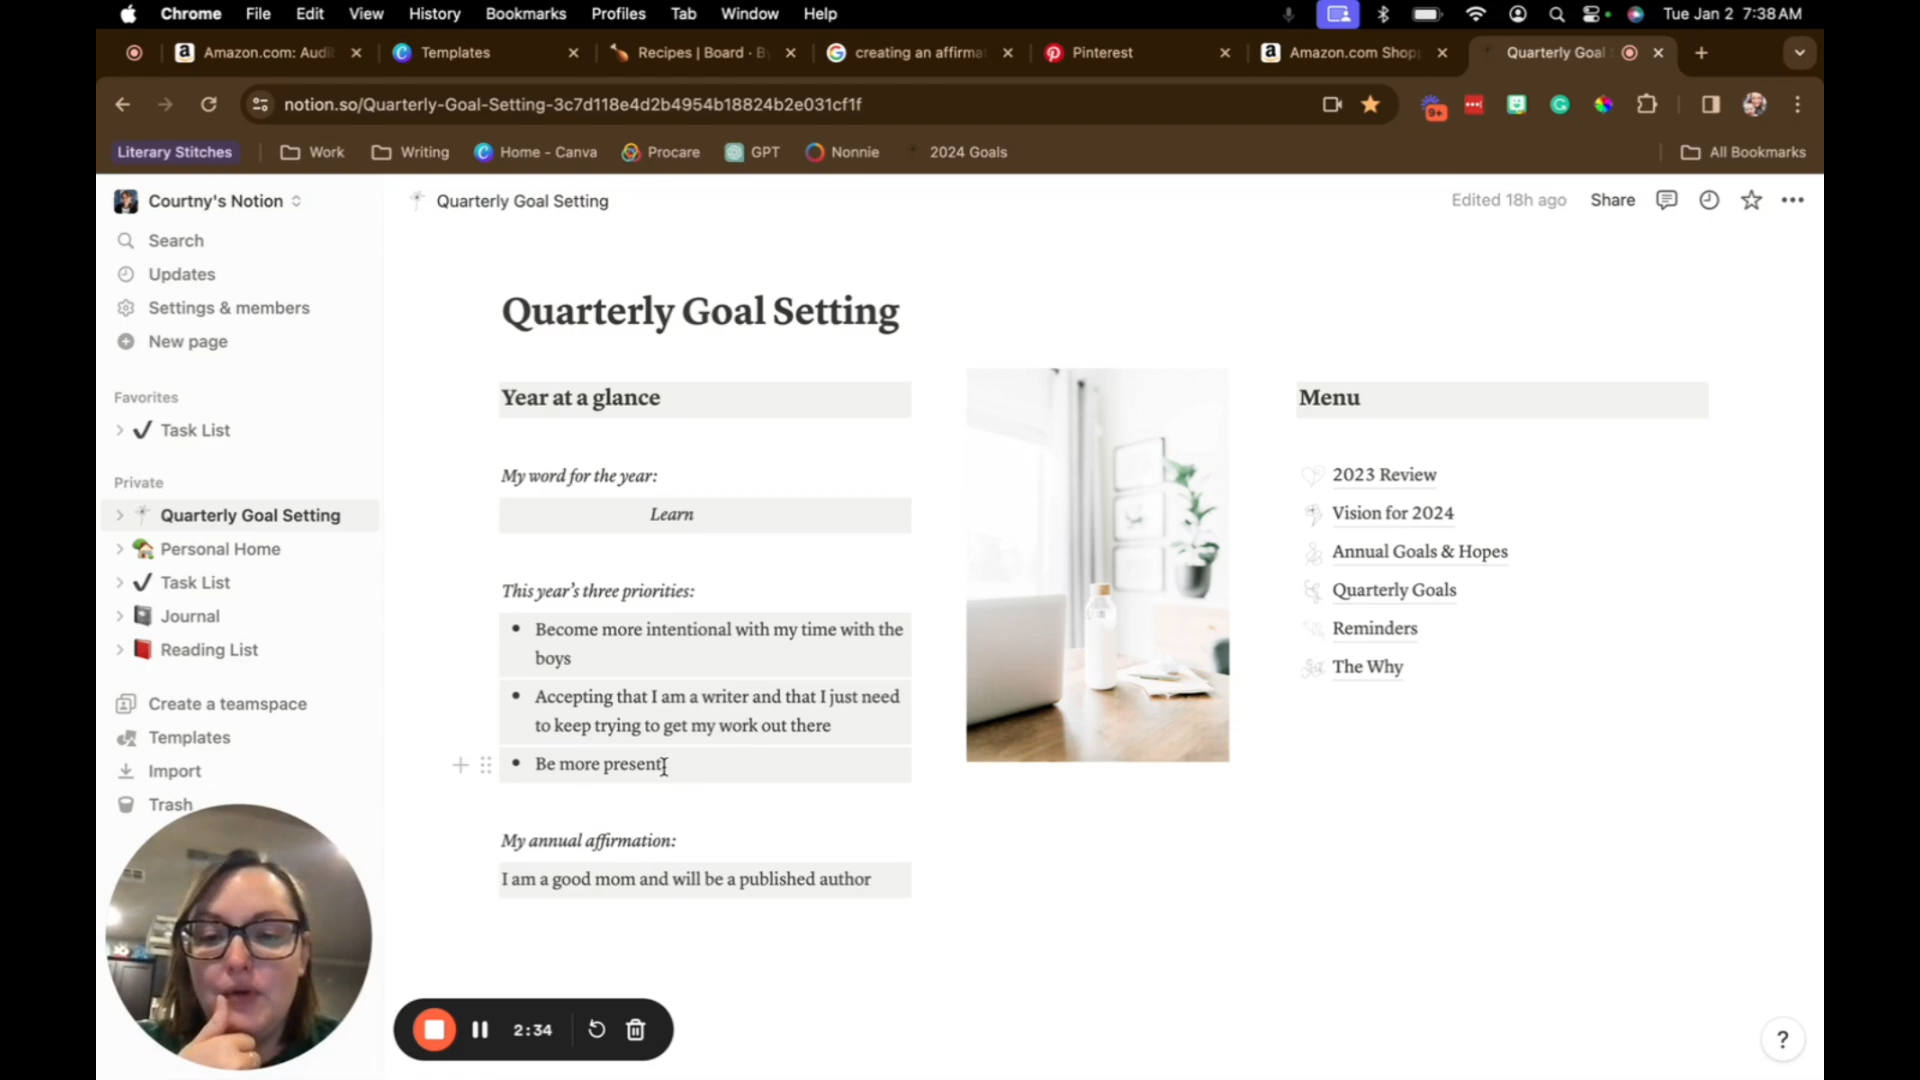 Chrome File Edit View History Bookmarks Profiles Tab Window Help Tue Jan 2 7:38 AM
Amazon.com: Audi Templates Recipes | Board · By creating an affirma Pinterest Amazon.com Shopp Quarterly Goal
notion.so/Quarterly-Goal-Setting-3c7d118e4d2b4954b18824b2e031cf1f 9+
Literary Stitches Work Writing Home - Canva Procare GPT Nonnie 2024 Goals All Bookmarks
Courtny's Notion
Quarterly Goal Setting
Edited 18h ago Share
Search
Updates
Settings & members
New page
Favorites
Task List
Private
Quarterly Goal Setting
Personal Home
Task List
Journal
Reading List
Create a teamspace
Templates
Import
Trash
Quarterly Goal Setting
Year at a glance
My word for the year:
Learn
This year's three priorities:
• Become more intentional with my time with the
boys
• Accepting that I am a writer and that I just need
to keep trying to get my work out there
• Be more present
My annual affirmation:
I am a good mom and will be a published author
Menu
2023 Review
Vision for 2024
Annual Goals & Hopes
Quarterly Goals
Reminders
The Why
2:34
?